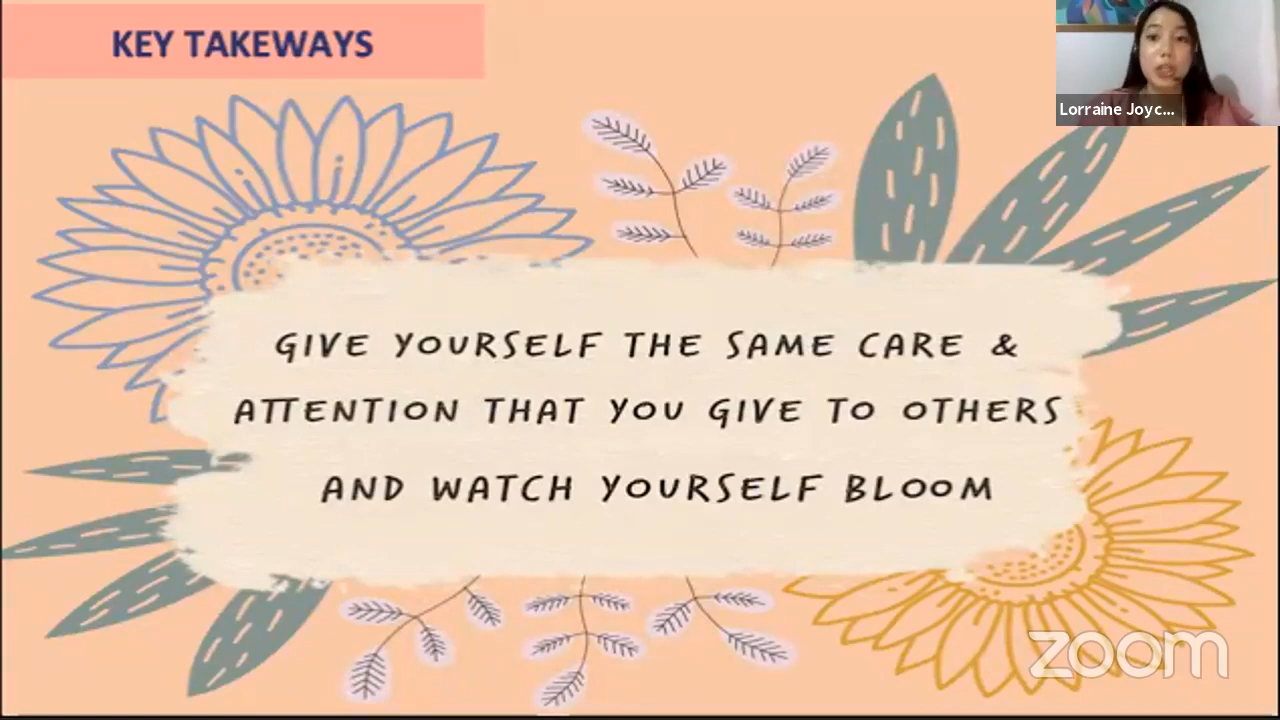 KEY TAKEWAYS
Lorraine Joyc...
GIVE YOURSELF THE SAME CARE &
ATTENTION THAT YOU GIVE TO OTHERS
AND WATCH YOURSELF BLOOM
zoom